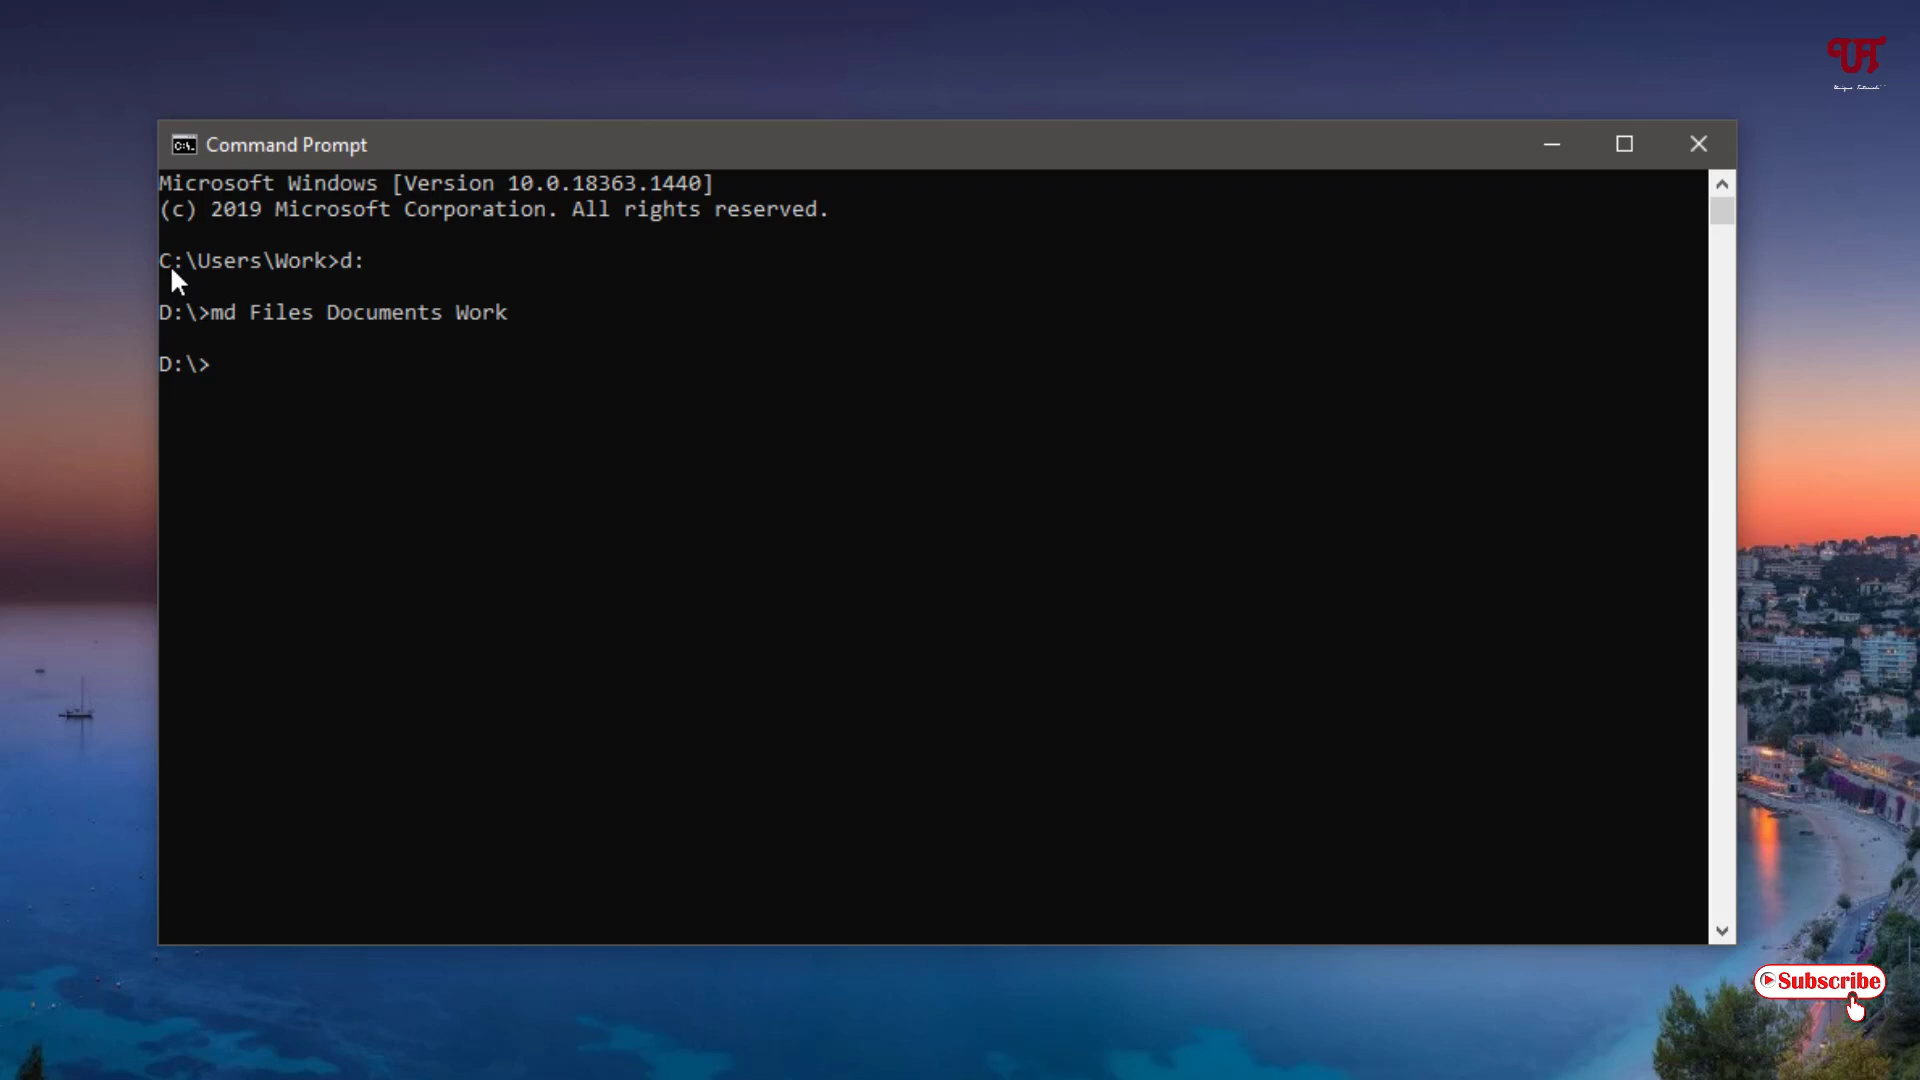 UT
Command Prompt
Microsoft Windows [Version 10.0.18363.1440]
(c) 2019 Microsoft Corporation. All rights reserved.
C:\Users\Work>d:
D:\>md Files Documents Work
D:\>
Subscribe